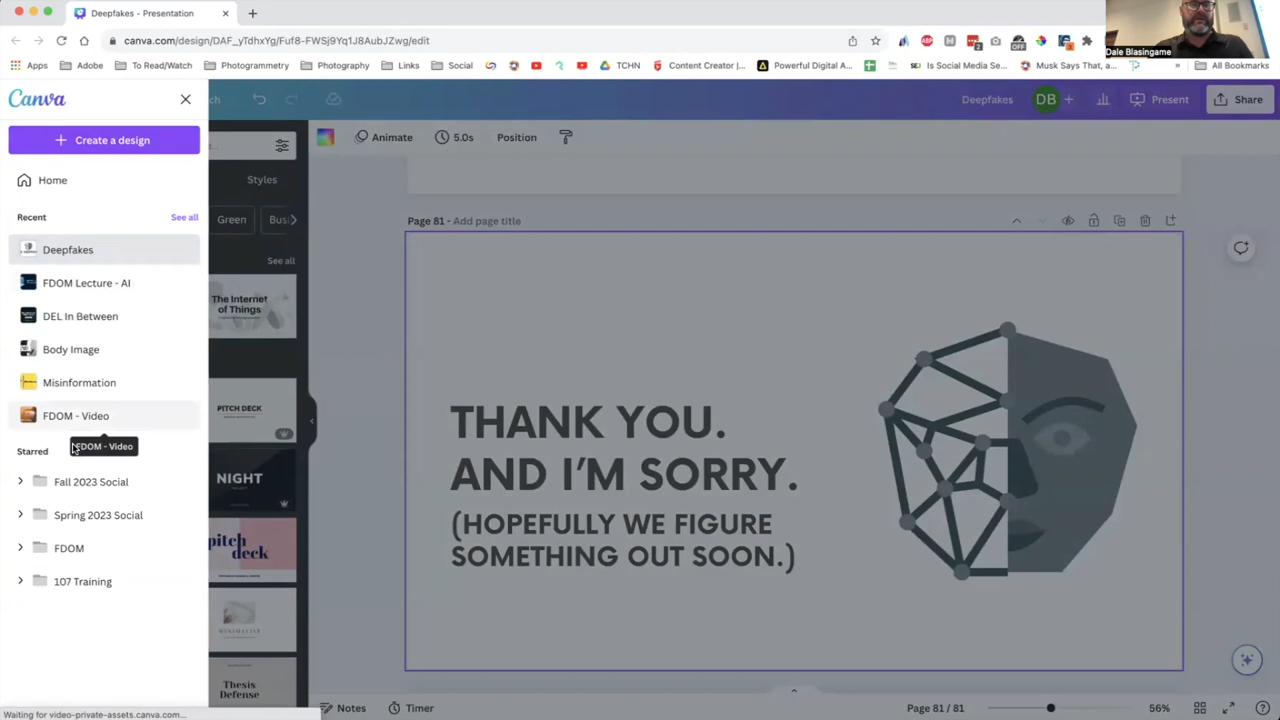 Deepfakes - Presentation
canva.com/design/DAF_yTdhxYg/Fuf8-FWSj9Yq1J8AubJZwg/edit
Dale Blasingame
Apps
Adobe
To Read/Watch
Photogrammetry
Photography
Links
Social
TCHN
Content Creator |...
Powerful Digital A...
Is Social Media Se...
Musk Says That, a...
»
All Bookmarks
Canva
ch
Deepfakes
DB
Present
Share
Create a design
Animate
5.0s
Position
Home
Styles
Recent
See all
Green
Busi
Page 81 - Add page title
Deepfakes
See all
FDOM Lecture - AI
The Internet
of Things
DEL In Between
Body Image
Misinformation
FDOM - Video
PITCH DECK
THANK YOU.
AND I'M SORRY.
(HOPEFULLY WE FIGURE
SOMETHING OUT SOON.)
FDOM - Video
Starred
Fall 2023 Social
NIGHT
Spring 2023 Social
pitch
deck
FDOM
107 Training
Thesis
Defense
Notes
Timer
Page 81 / 81
56%
Waiting for video-private-assets.canva.com...